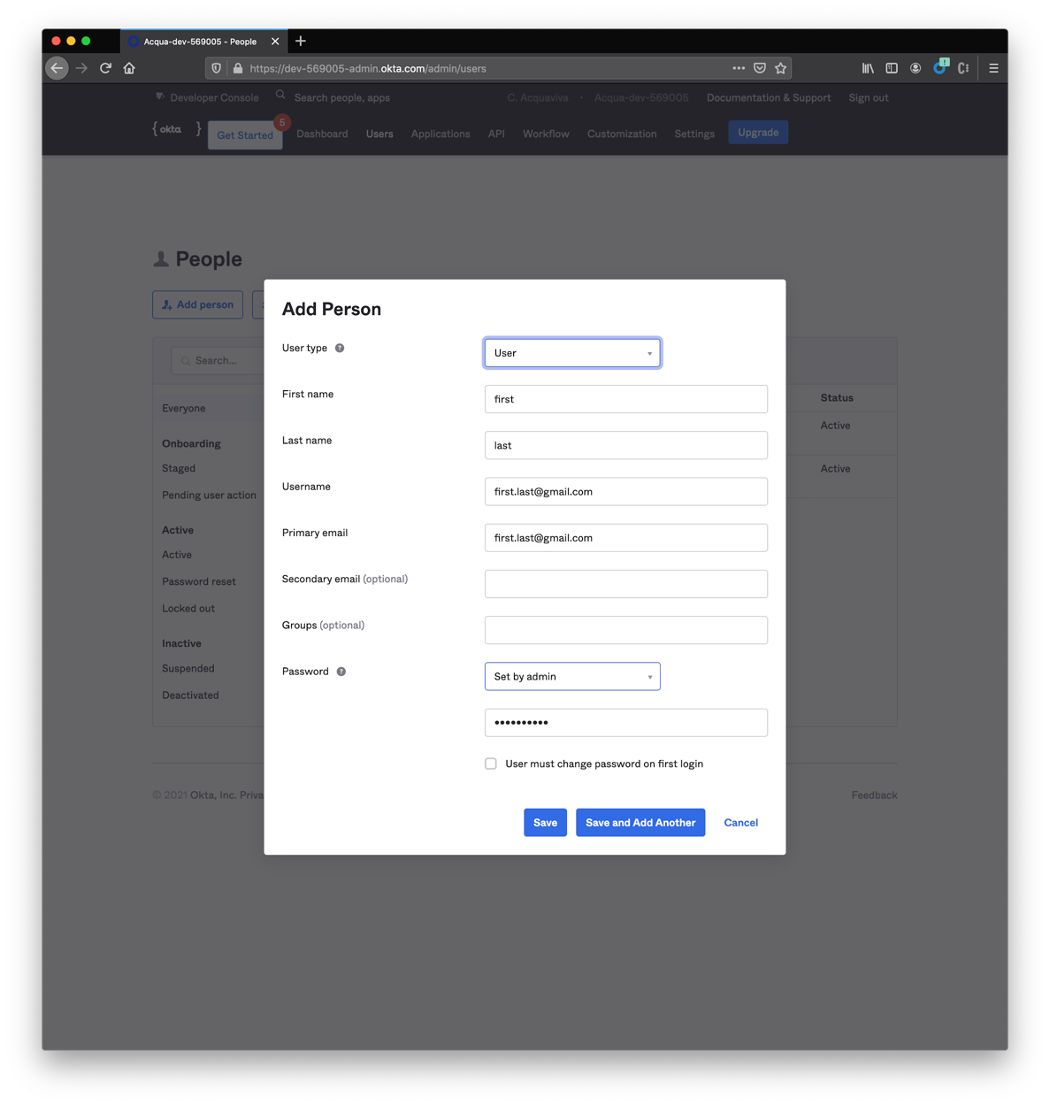 Acqua-dev-569005 - People
https://dev-569005-admin.okta.com/admin/users
Developer Console Search people, apps C. Acquaviva · Acqua-dev-569005 Documentation & Support Sign out
{ okta } Get Started 5 Dashboard Users Applications API Workflow Customization Settings Upgrade
People
Add person
Search...
Everyone
Onboarding
Staged
Pending user action
Active
Active
Password reset
Locked out
Inactive
Suspended
Deactivated
Status
Active
Active
Add Person
User type ? User
First name first
Last name last
Username first.last@gmail.com
Primary email first.last@gmail.com
Secondary email (optional)
Groups (optional)
Password ? Set by admin
••••••••••
User must change password on first login
Save Save and Add Another Cancel
© 2021 Okta, Inc. Priva
Feedback